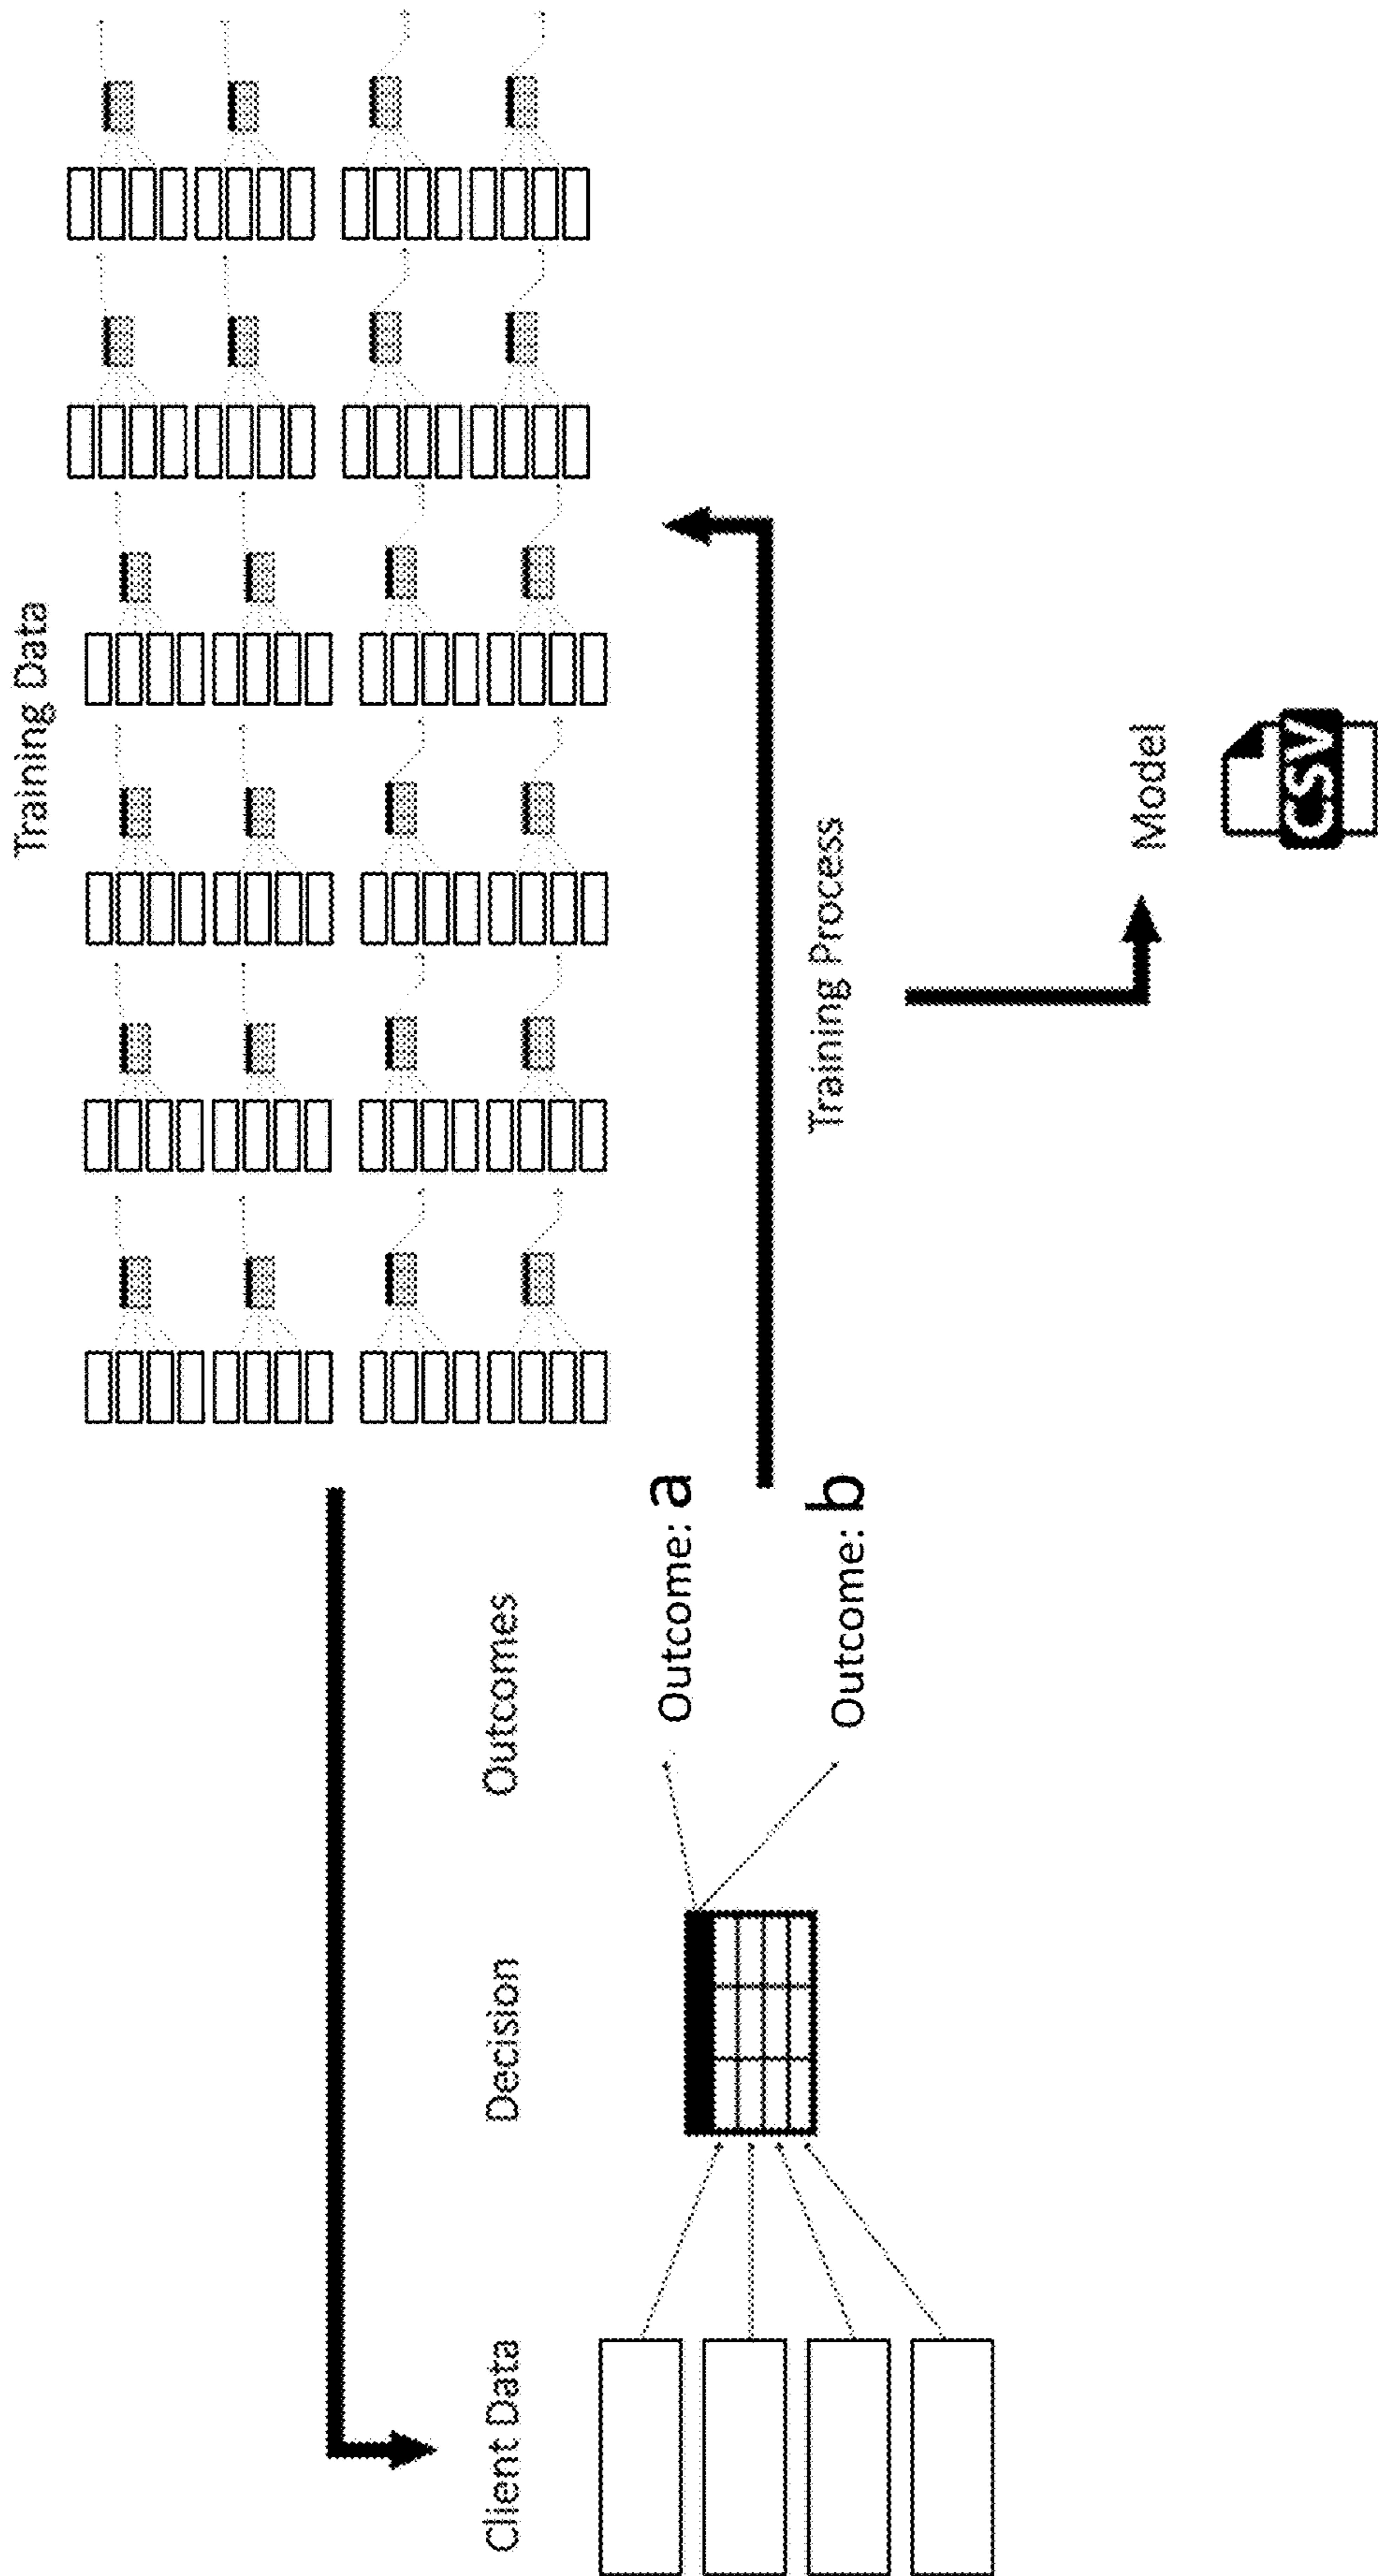 Training Data
Client Data
Decision
Outcomes
Outcome: a
Outcome: b
Training Process
Model
CSV